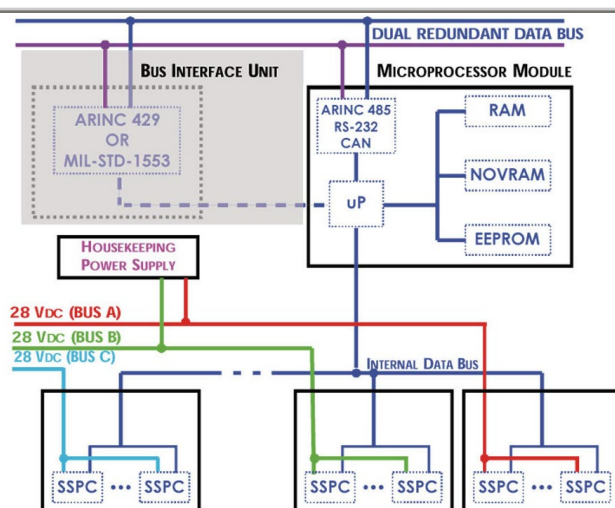 DUAL REDUNDANT DATA BUS
BUS INTERFACE UNIT
MICROPROCESSOR MODULE
ARINC 429
OR
MIL-STD-1553
ARINC 485
RS-232
CAN
RAM
uP
NOVRAM
EEPROM
HOUSEKEEPING
POWER SUPPLY
28 VDC (BUS A)
28 VDC (BUS B)
28 VDC (BUS C)
INTERNAL DATA BUS
SSPC ••• SSPC
SSPC ••• SSPC
SSPC ••• SSPC